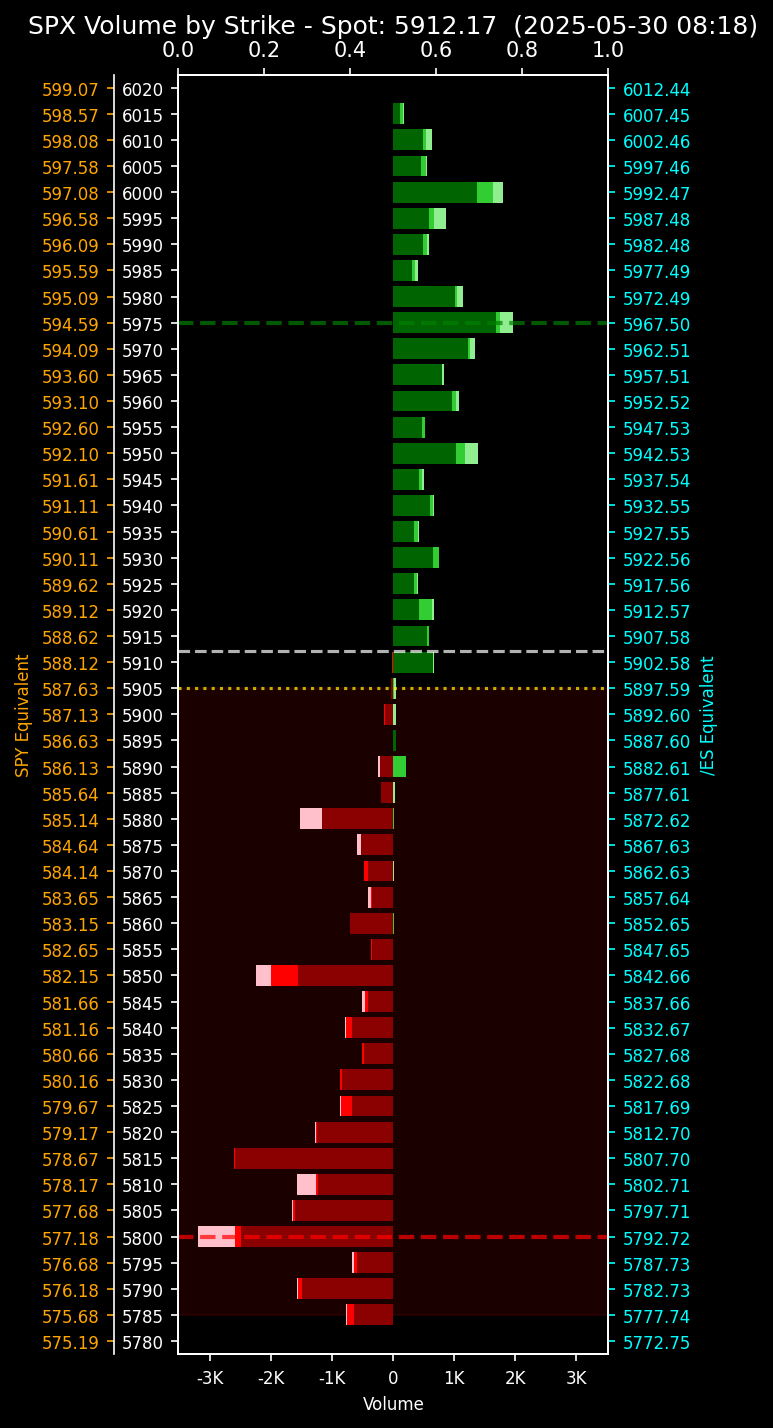 SPX Volume by Strike - Spot: 5912.17 (2025-05-30 08:18)
0.0 0.2 0.4 0.6 0.8 1.0
599.07 6020 6012.44
598.57 6015 6007.45
598.08 6010 6002.46
597.58 6005 5997.46
597.08 6000 5992.47
596.58 5995 5987.48
596.09 5990 5982.48
595.59 5985 5977.49
595.09 5980 5972.49
594.59 5975 5967.50
594.09 5970 5962.51
593.60 5965 5957.51
593.10 5960 5952.52
592.60 5955 5947.53
592.10 5950 5942.53
591.61 5945 5937.54
591.11 5940 5932.55
590.61 5935 5927.55
590.11 5930 5922.56
589.62 5925 5917.56
589.12 5920 5912.57
588.62 5915 5907.58
588.12 5910 5902.58
587.63 5905 5897.59
587.13 5900 5892.60
586.63 5895 5887.60
586.13 5890 5882.61
585.64 5885 5877.61
585.14 5880 5872.62
584.64 5875 5867.63
584.14 5870 5862.63
583.65 5865 5857.64
583.15 5860 5852.65
582.65 5855 5847.65
582.15 5850 5842.66
581.66 5845 5837.66
581.16 5840 5832.67
580.66 5835 5827.68
580.16 5830 5822.68
579.67 5825 5817.69
579.17 5820 5812.70
578.67 5815 5807.70
578.17 5810 5802.71
577.68 5805 5797.71
577.18 5800 5792.72
576.68 5795 5787.73
576.18 5790 5782.73
575.68 5785 5777.74
575.19 5780 5772.75
SPY Equivalent
/ES Equivalent
-3K -2K -1K 0 1K 2K 3K
Volume